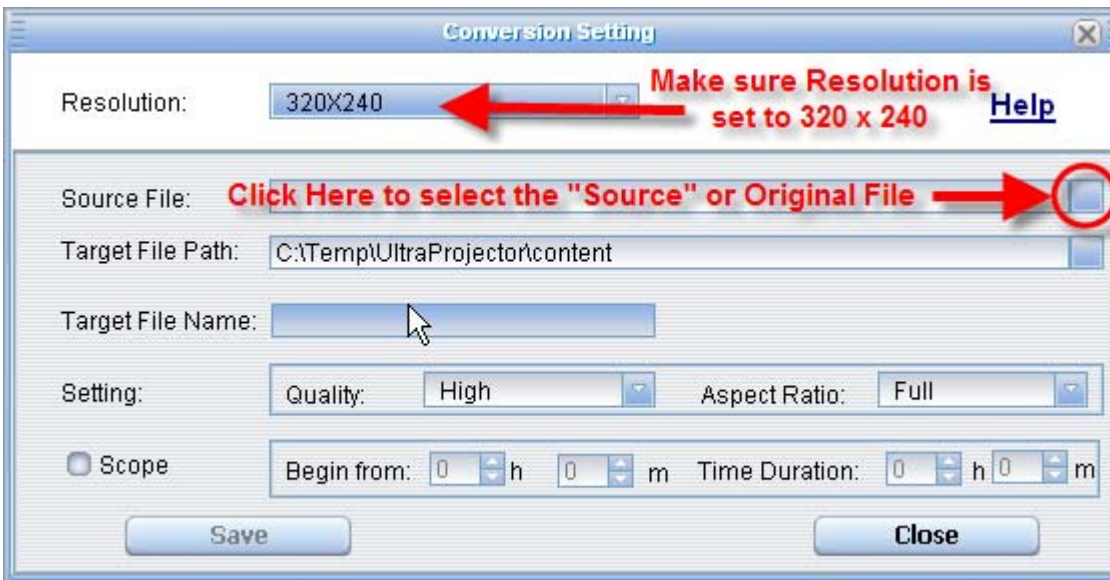 Conversion Setting
Resolution: 320X240
Make sure Resolution is
set to 320 x 240
Help
Source File: Click Here to select the "Source" or Original File
Target File Path: C:\Temp\UltraProjector\content
Target File Name:
Setting: Quality: High Aspect Ratio: Full
Scope Begin from: 0 h 0 m Time Duration: 0 h 0 m
Save Close